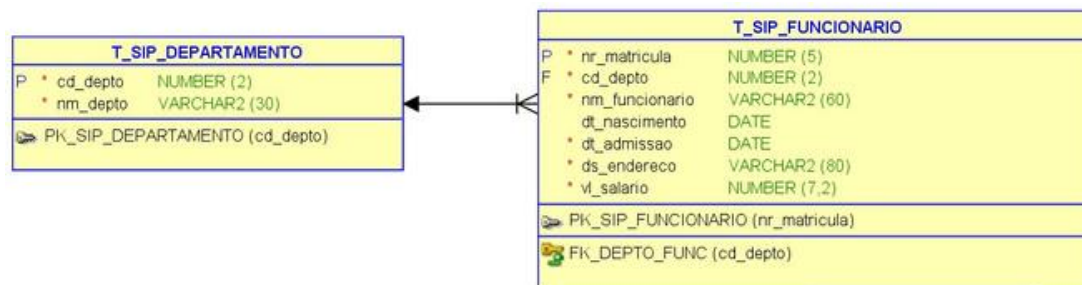 T_SIP_DEPARTAMENTO
P * cd_depto NUMBER (2)
* nm_depto VARCHAR2 (30)
PK_SIP_DEPARTAMENTO (cd_depto)
T_SIP_FUNCIONARIO
P * nr_matricula NUMBER (5)
F * cd_depto NUMBER (2)
* nm_funcionario VARCHAR2 (60)
dt_nascimento DATE
* dt_admissao DATE
* ds_endereco VARCHAR2 (80)
* vl_salario NUMBER (7,2)
PK_SIP_FUNCIONARIO (nr_matricula)
FK_DEPTO_FUNC (cd_depto)